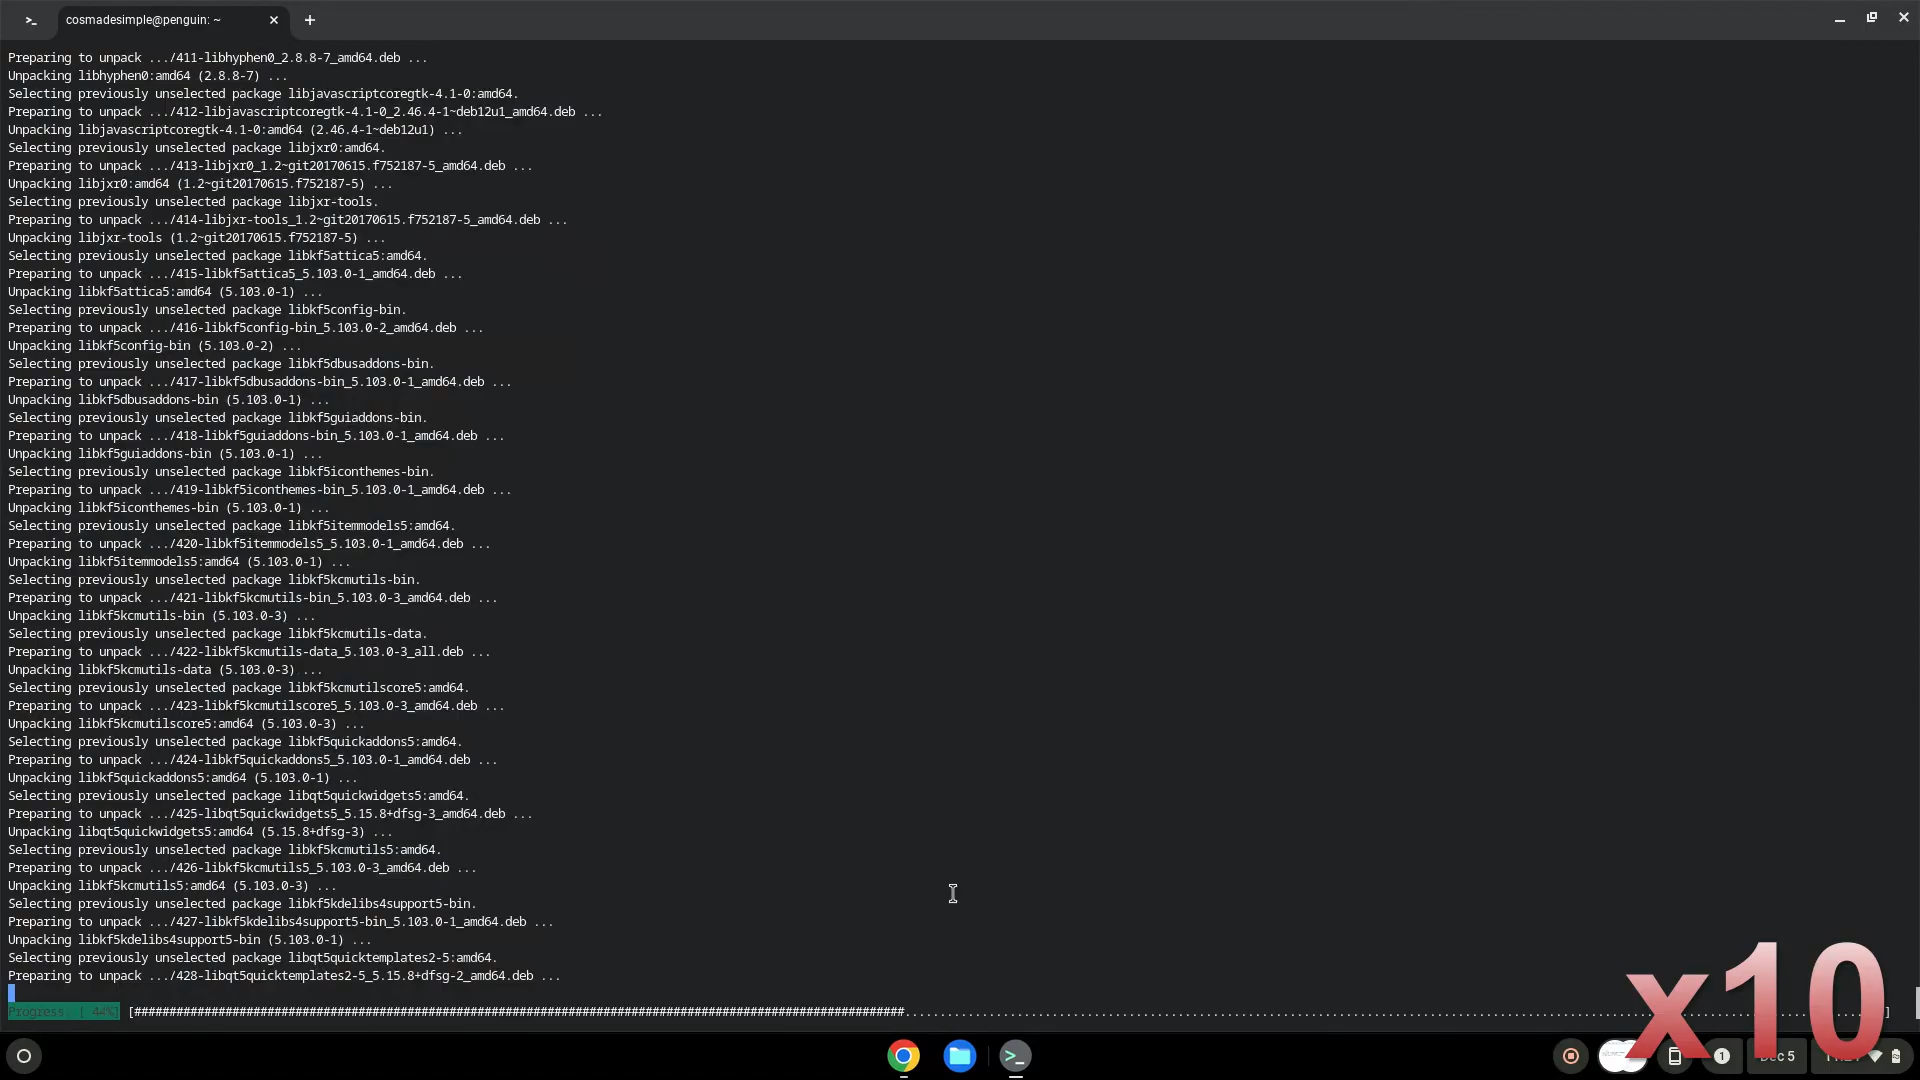 cosmadesimple@penguin: ~
Preparing to unpack .../411-libhyphen0_2.8.8-7_amd64.deb ...
Unpacking libhyphen0:amd64 (2.8.8-7) ...
Selecting previously unselected package libjavascriptcoregtk-4.1-0:amd64.
Preparing to unpack .../412-libjavascriptcoregtk-4.1-0_2.46.4-1~deb12u1_amd64.deb ...
Unpacking libjavascriptcoregtk-4.1-0:amd64 (2.46.4-1~deb12u1) ...
Selecting previously unselected package libjxr0:amd64.
Preparing to unpack .../413-libjxr0_1.2~git20170615.f752187-5_amd64.deb ...
Unpacking libjxr0:amd64 (1.2~git20170615.f752187-5) ...
Selecting previously unselected package libjxr-tools.
Preparing to unpack .../414-libjxr-tools_1.2~git20170615.f752187-5_amd64.deb ...
Unpacking libjxr-tools (1.2~git20170615.f752187-5) ...
Selecting previously unselected package libkf5attica5:amd64.
Preparing to unpack .../415-libkf5attica5_5.103.0-1_amd64.deb ...
Unpacking libkf5attica5:amd64 (5.103.0-1) ...
Selecting previously unselected package libkf5config-bin.
Preparing to unpack .../416-libkf5config-bin_5.103.0-2_amd64.deb ...
Unpacking libkf5config-bin (5.103.0-2) ...
Selecting previously unselected package libkf5dbusaddons-bin.
Preparing to unpack .../417-libkf5dbusaddons-bin_5.103.0-1_amd64.deb ...
Unpacking libkf5dbusaddons-bin (5.103.0-1) ...
Selecting previously unselected package libkf5guiaddons-bin.
Preparing to unpack .../418-libkf5guiaddons-bin_5.103.0-1_amd64.deb ...
Unpacking libkf5guiaddons-bin (5.103.0-1) ...
Selecting previously unselected package libkf5iconthemes-bin.
Preparing to unpack .../419-libkf5iconthemes-bin_5.103.0-1_amd64.deb ...
Unpacking libkf5iconthemes-bin (5.103.0-1) ...
Selecting previously unselected package libkf5itemmodels5:amd64.
Preparing to unpack .../420-libkf5itemmodels5_5.103.0-1_amd64.deb ...
Unpacking libkf5itemmodels5:amd64 (5.103.0-1) ...
Selecting previously unselected package libkf5kcmutils-bin.
Preparing to unpack .../421-libkf5kcmutils-bin_5.103.0-3_amd64.deb ...
Unpacking libkf5kcmutils-bin (5.103.0-3) ...
Selecting previously unselected package libkf5kcmutils-data.
Preparing to unpack .../422-libkf5kcmutils-data_5.103.0-3_all.deb ...
Unpacking libkf5kcmutils-data (5.103.0-3) ...
Selecting previously unselected package libkf5kcmutilscore5:amd64.
Preparing to unpack .../423-libkf5kcmutilscore5_5.103.0-3_amd64.deb ...
Unpacking libkf5kcmutilscore5:amd64 (5.103.0-3) ...
Selecting previously unselected package libkf5quickaddons5:amd64.
Preparing to unpack .../424-libkf5quickaddons5_5.103.0-1_amd64.deb ...
Unpacking libkf5quickaddons5:amd64 (5.103.0-1) ...
Selecting previously unselected package libqt5quickwidgets5:amd64.
Preparing to unpack .../425-libqt5quickwidgets5_5.15.8+dfsg-3_amd64.deb ...
Unpacking libqt5quickwidgets5:amd64 (5.15.8+dfsg-3) ...
Selecting previously unselected package libkf5kcmutils5:amd64.
Preparing to unpack .../426-libkf5kcmutils5_5.103.0-3_amd64.deb ...
Unpacking libkf5kcmutils5:amd64 (5.103.0-3) ...
Selecting previously unselected package libkf5kdelibs4support5-bin.
Preparing to unpack .../427-libkf5kdelibs4support5-bin_5.103.0-1_amd64.deb ...
Unpacking libkf5kdelibs4support5-bin (5.103.0-1) ...
Selecting previously unselected package libqt5quicktemplates2-5:amd64.
Preparing to unpack .../428-libqt5quicktemplates2-5_5.15.8+dfsg-2_amd64.deb ...
Progress: [ 44%]
x10
1
Dec 5